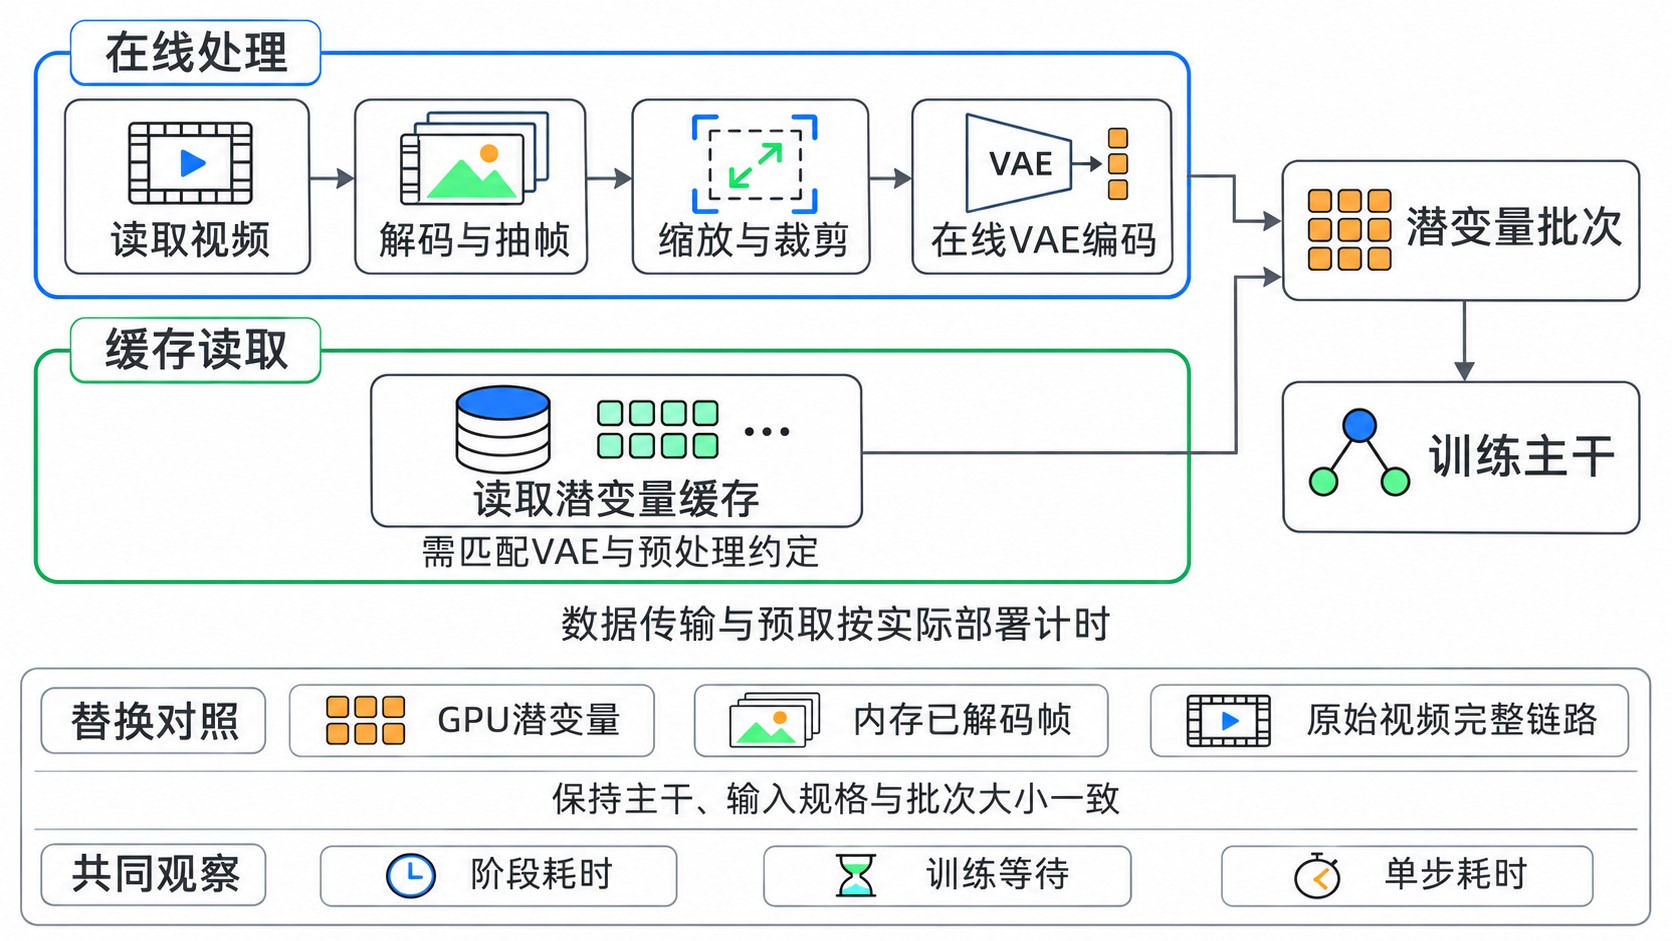 在线处理
读取视频
解码与抽帧
缩放与裁剪
VAE
在线VAE编码
潜变量批次
缓存读取
读取潜变量缓存
需匹配VAE与预处理约定
训练主干
数据传输与预取按实际部署计时
替换对照
GPU潜变量
内存已解码帧
原始视频完整链路
保持主干、输入规格与批次大小一致
共同观察
阶段耗时
训练等待
单步耗时